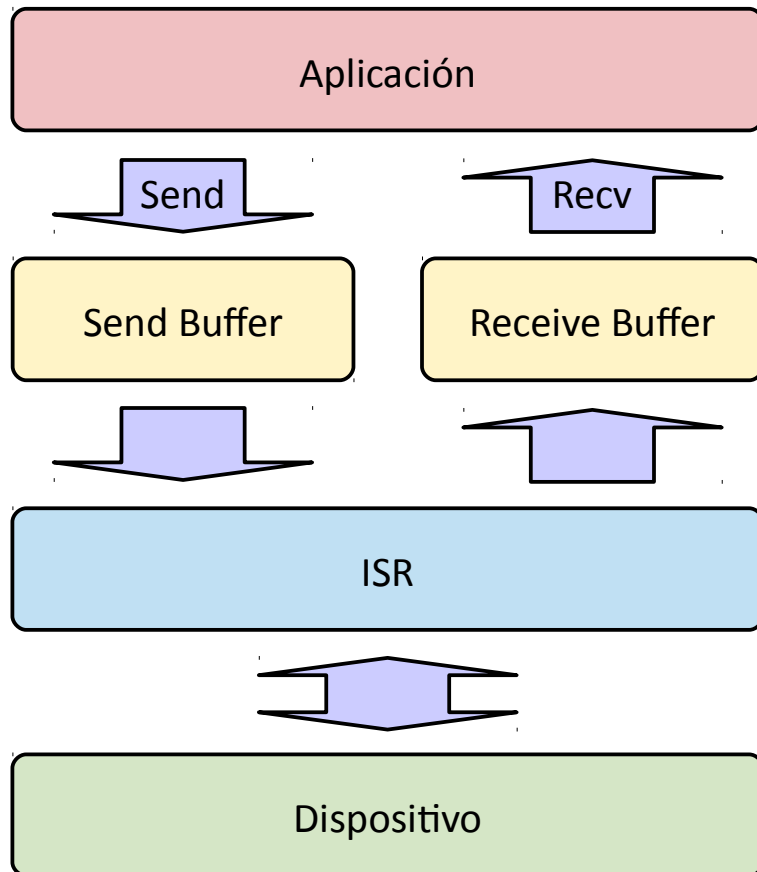 Aplicación
Send
Recv
Send Buffer
Receive Buffer
ISR
Dispositivo